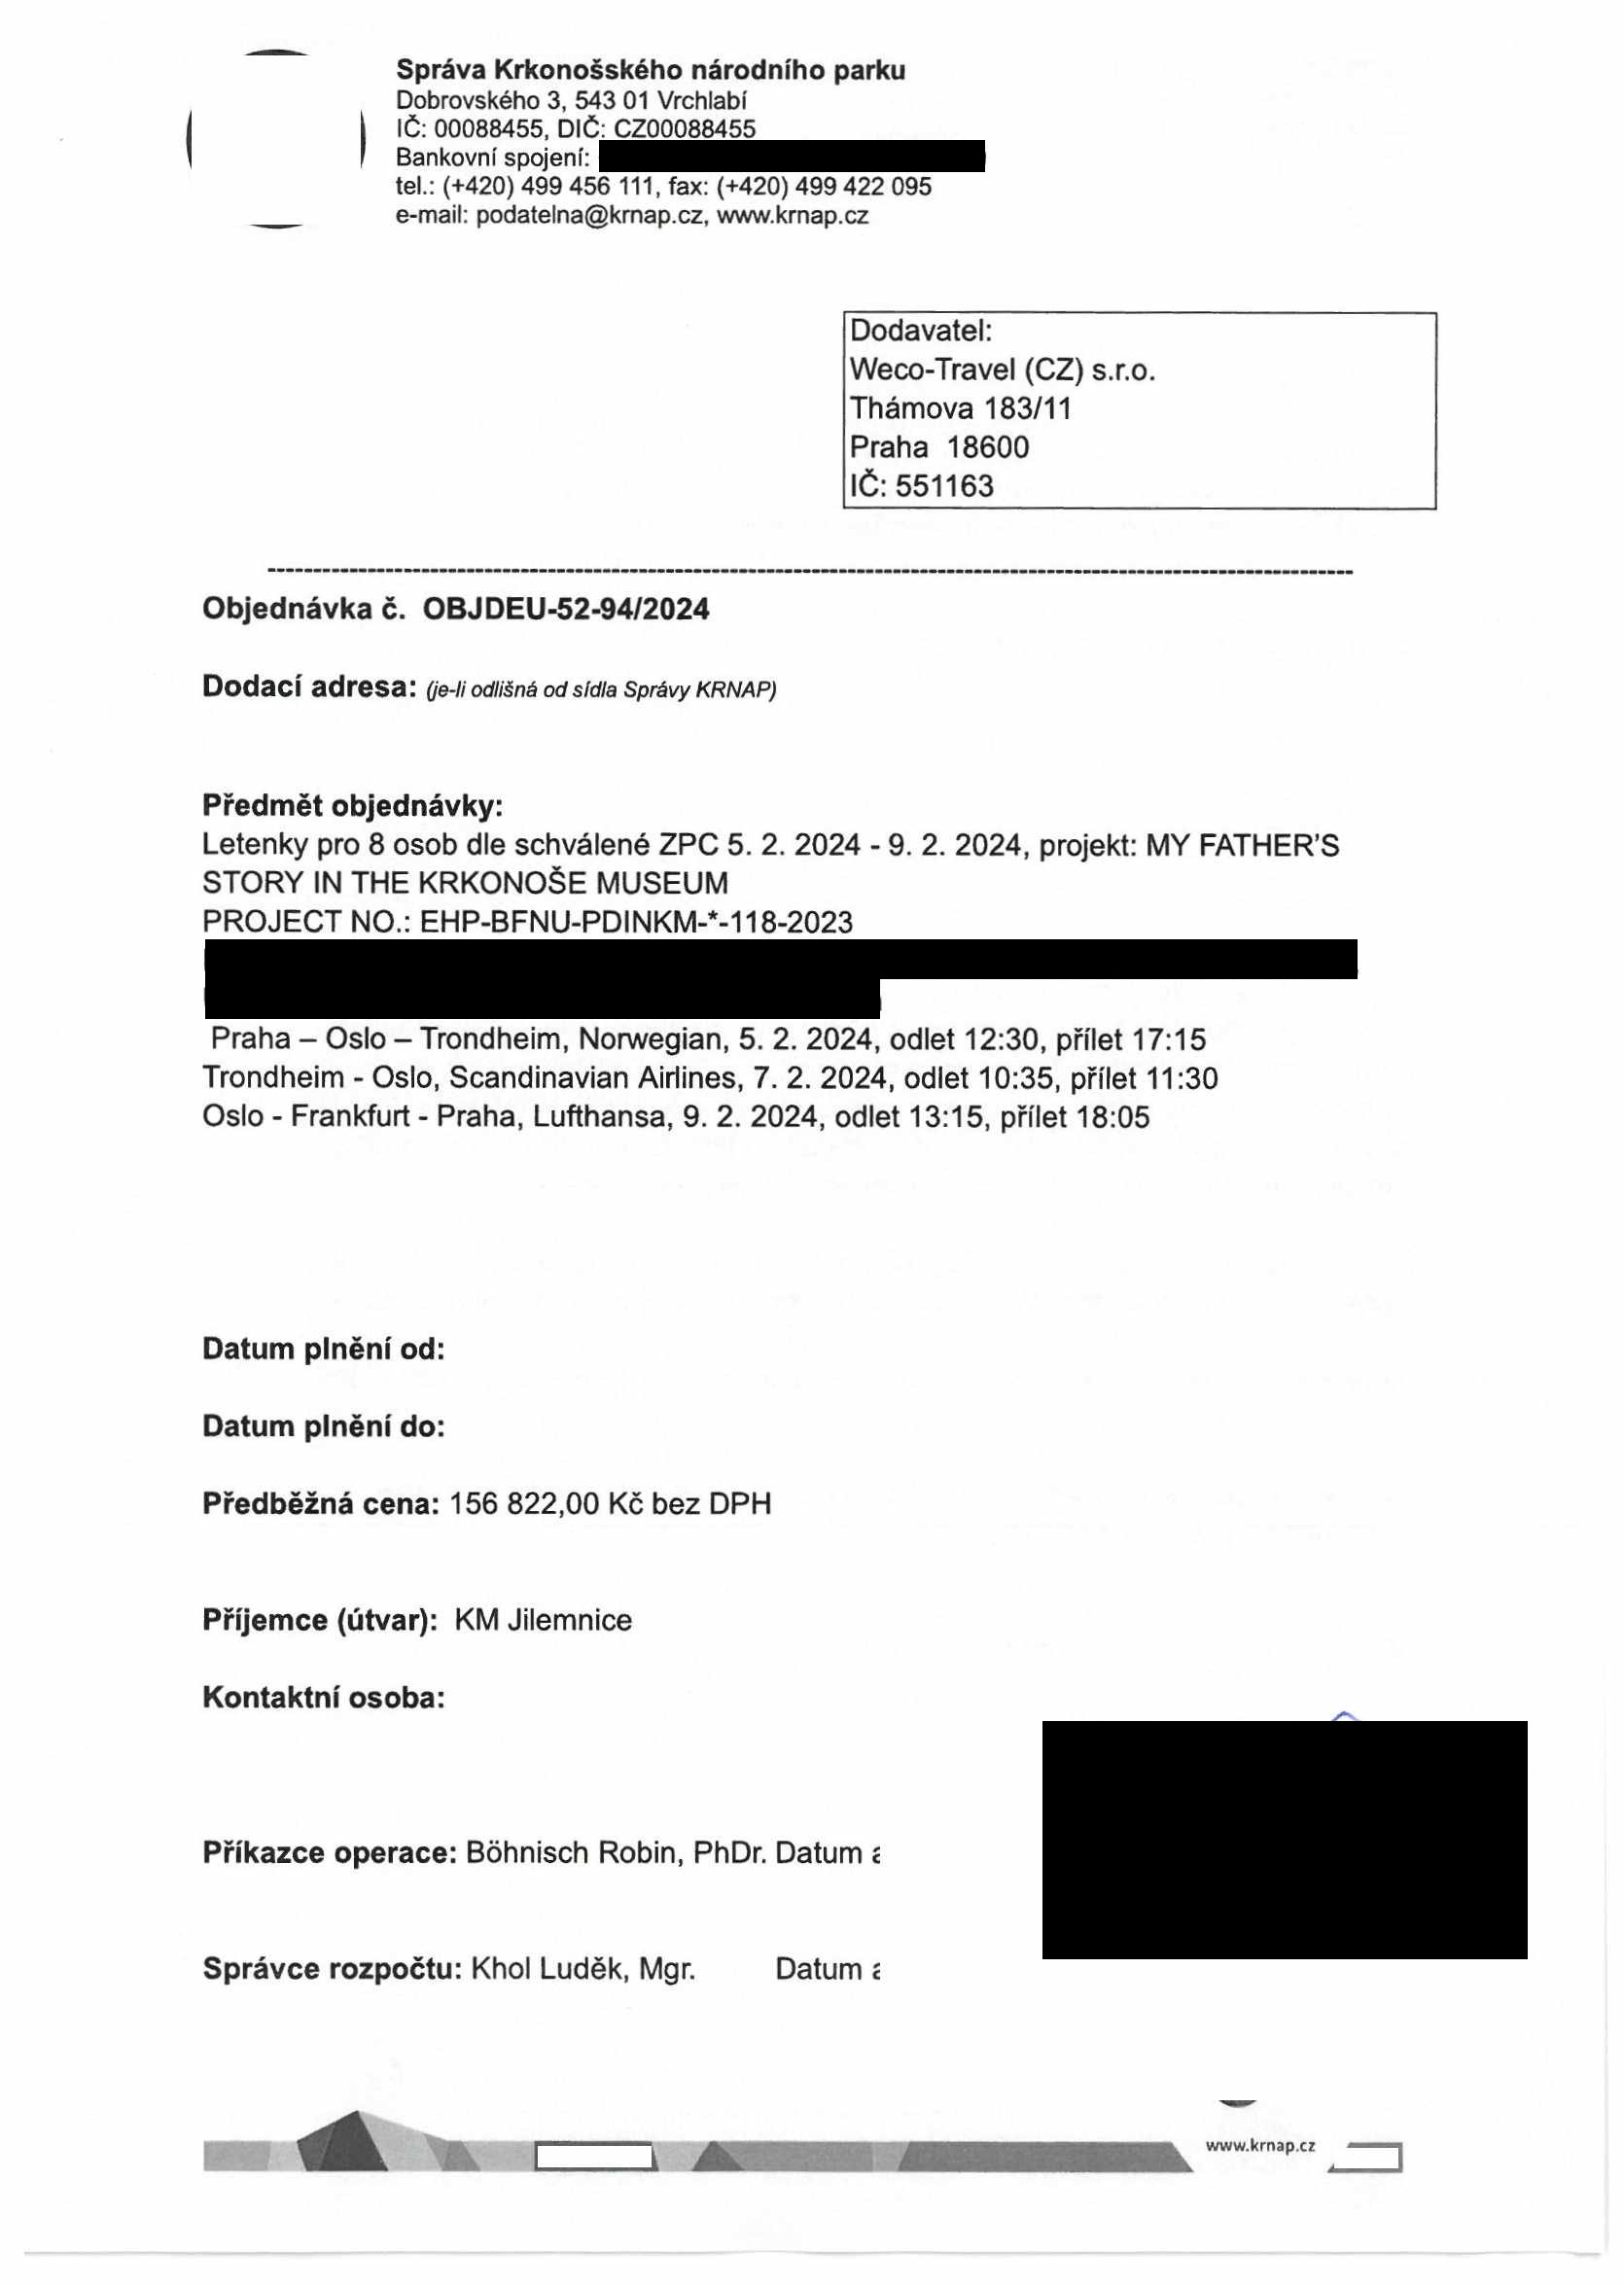 Správa Krkonošského národního parku
Dobrovského 3, 543 01 Vrchlabí
IČ: 00088455, DIČ: CZ00088455
Bankovní spojení:
tel.: (+420) 499 456 111, fax: (+420) 499 422 095
e-mail: podatelna@krnap.cz, www.krnap.cz
Dodavatel:
Weco-Travel (CZ) s.r.o.
Thámova 183/11
Praha  18600
IČ: 551163
Objednávka č.  OBJDEU-52-94/2024
Dodací adresa: (je-li odlišná od sídla Správy KRNAP)
Předmět objednávky:
Letenky pro 8 osob dle schválené ZPC 5. 2. 2024 - 9. 2. 2024, projekt: MY FATHER’S
STORY IN THE KRKONOŠE MUSEUM
PROJECT NO.: EHP-BFNU-PDINKM-*-118-2023
Praha – Oslo – Trondheim, Norwegian, 5. 2. 2024, odlet 12:30, přílet 17:15
Trondheim - Oslo, Scandinavian Airlines, 7. 2. 2024, odlet 10:35, přílet 11:30
Oslo - Frankfurt - Praha, Lufthansa, 9. 2. 2024, odlet 13:15, přílet 18:05
Datum plnění od:
Datum plnění do:
Předběžná cena: 156 822,00 Kč bez DPH
Příjemce (útvar):  KM Jilemnice
Kontaktní osoba:
Příkazce operace: Böhnisch Robin, PhDr. Datum a
Správce rozpočtu: Khol Luděk, Mgr. Datum a
www.krnap.cz